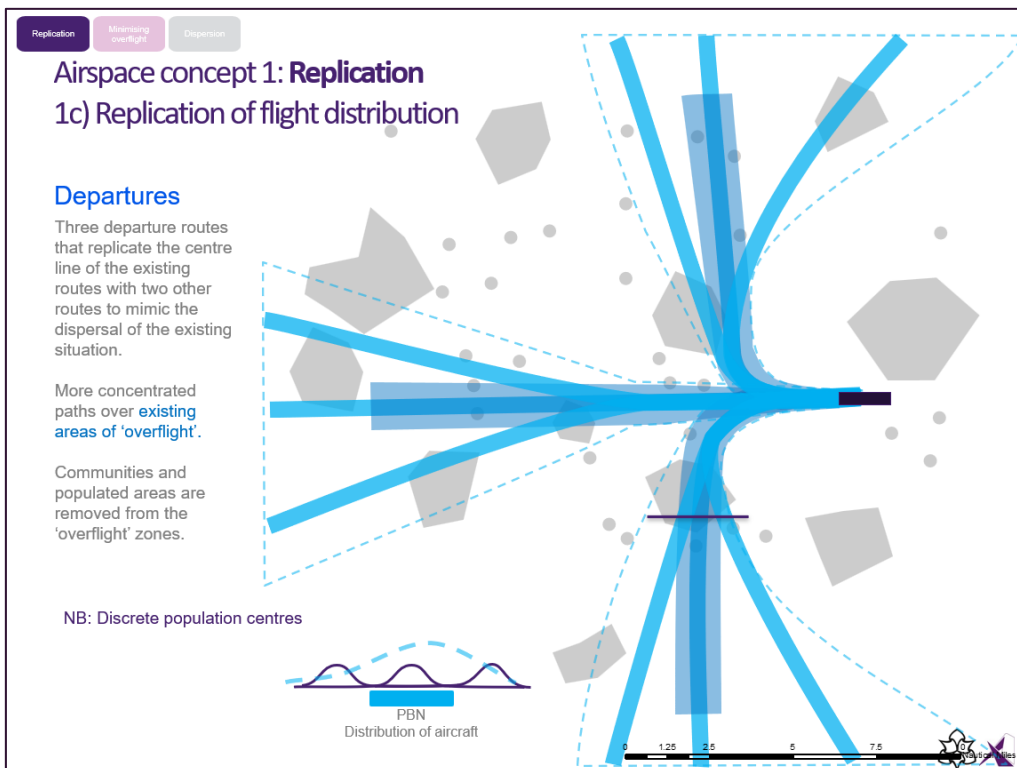 Replication
Minimising
overflight
Dispersion
Airspace concept 1: Replication
1c) Replication of flight distribution
Departures
Three departure routes
that replicate the centre
line of the existing
routes with two other
routes to mimic the
dispersal of the existing
situation.
More concentrated
paths over existing
areas of ‘overflight’.
Communities and
populated areas are
removed from the
‘overflight’ zones.
NB: Discrete population centres
PBN
Distribution of aircraft
0 1.25 2.5 5 7.5
Nautical Miles